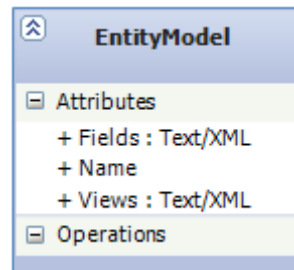 EntityModel
Attributes
+ Fields : Text/XML
+ Name
+ Views : Text/XML
Operations